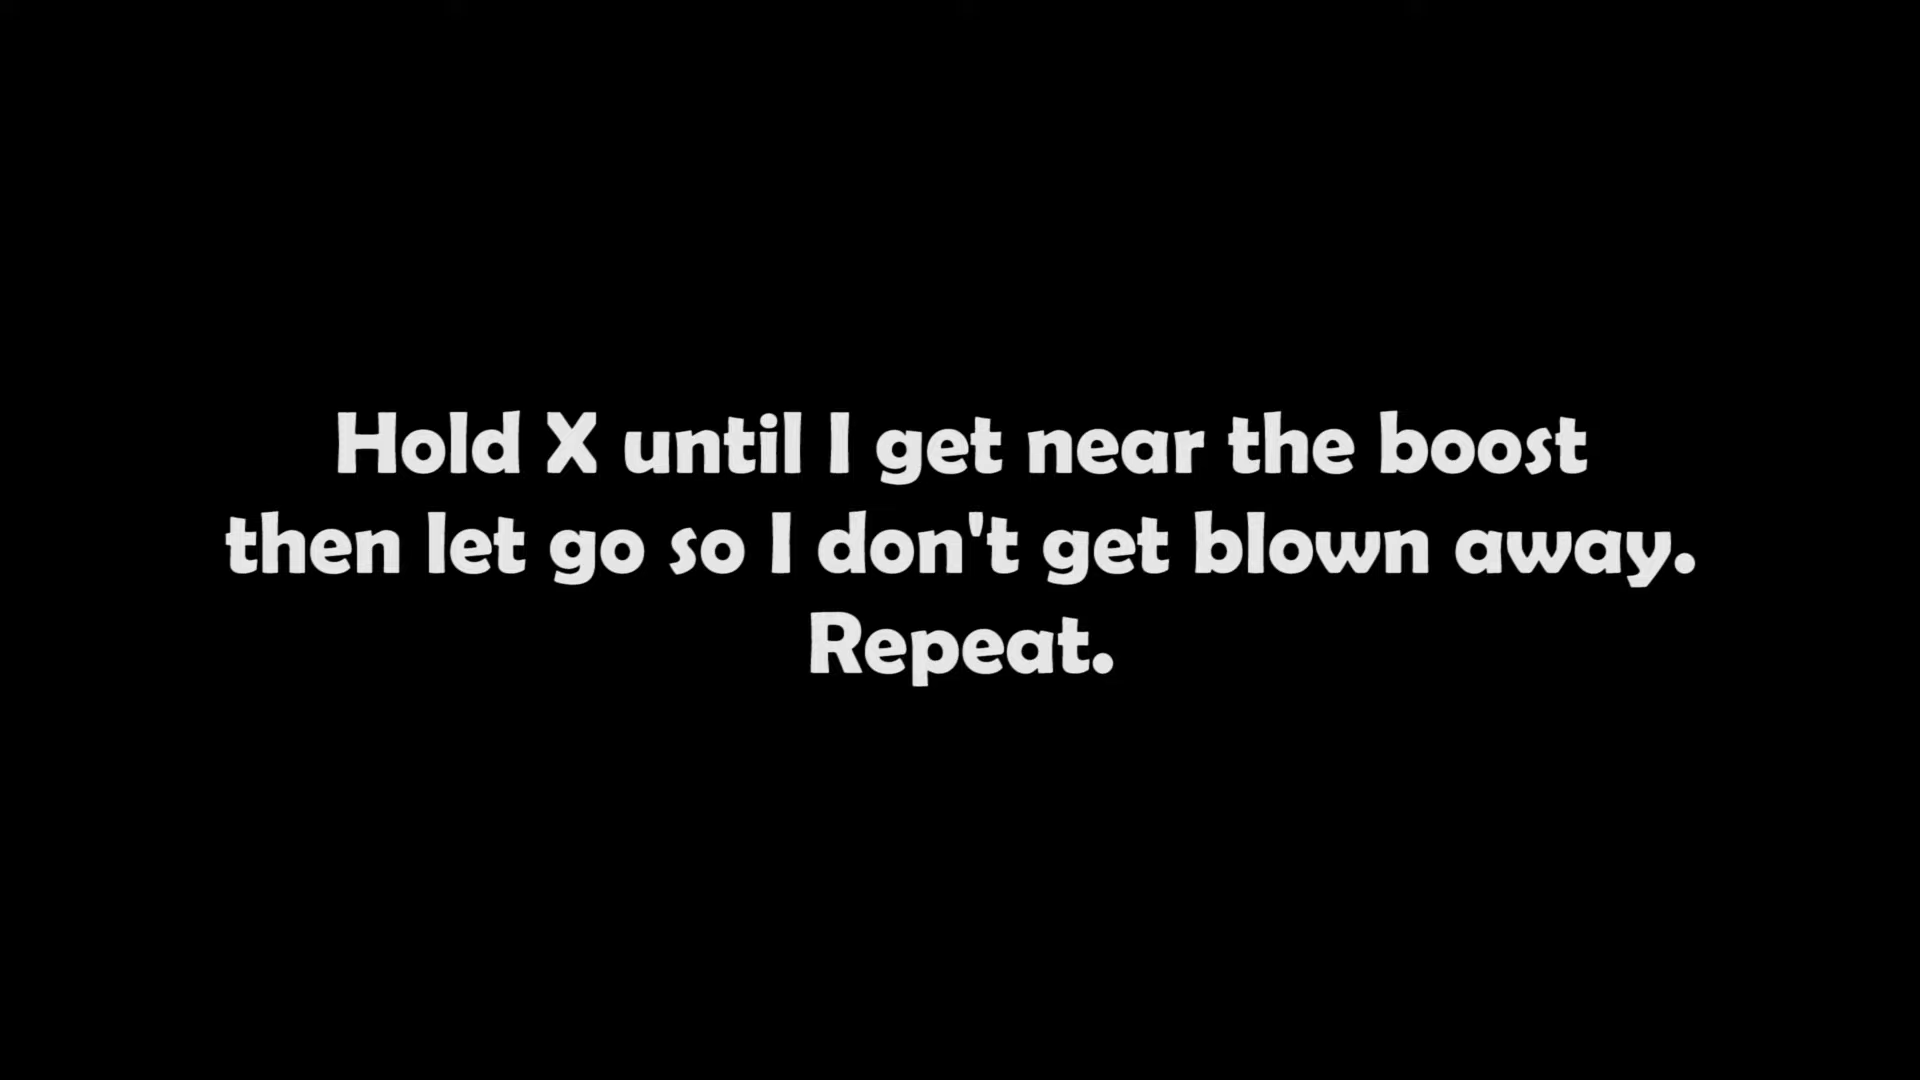 Hold X until I get near the boost
then let go so I don't get blown away.
Repeat.